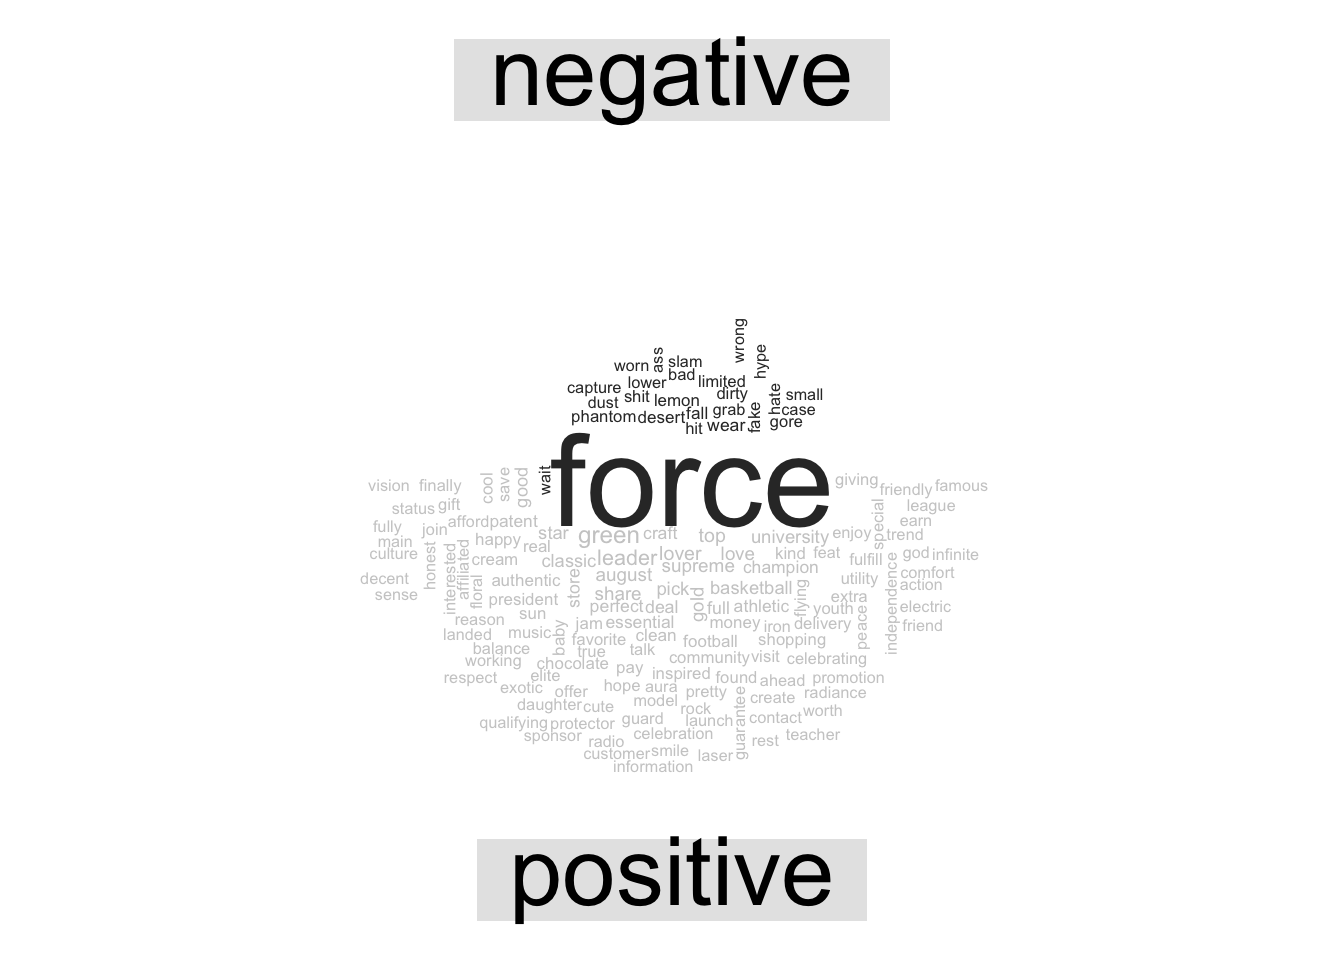 negative
wrong
ass
hype
worn
slam
bad
lower
limited
capture
hate
shit
dirty
small
dust
lemon
fake
grab
case
phantom
desert
fall
gore
hit
wear
force
wait
cool
save
good
giving
vision
finally
friendly
famous
status
gift
special
league
fully
join
afford
patent
earn
main
star
green
craft
top
university
enjoy
trend
culture
honest
happy
real
lover
love
kind
feat
god
infinite
interested
affiliated
cream
classic
leader
supreme
champion
fulfill
decent
floral
authentic
store
august
basketball
utility
independence
comfort
action
sense
president
share
pick
gold
flying
extra
reason
sun
perfect
deal
full
athletic
youth
peace
electric
landed
music
baby
jam
essential
money
iron
delivery
friend
balance
favorite
clean
football
shopping
working
true
talk
community
visit
celebrating
respect
chocolate
elite
pay
inspired
found
ahead
promotion
exotic
offer
hope
aura
pretty
create
radiance
daughter
cute
model
rock
guarantee
qualifying
protector
guard
launch
contact
worth
sponsor
radio
celebration
rest
teacher
customer
smile
laser
information
positive